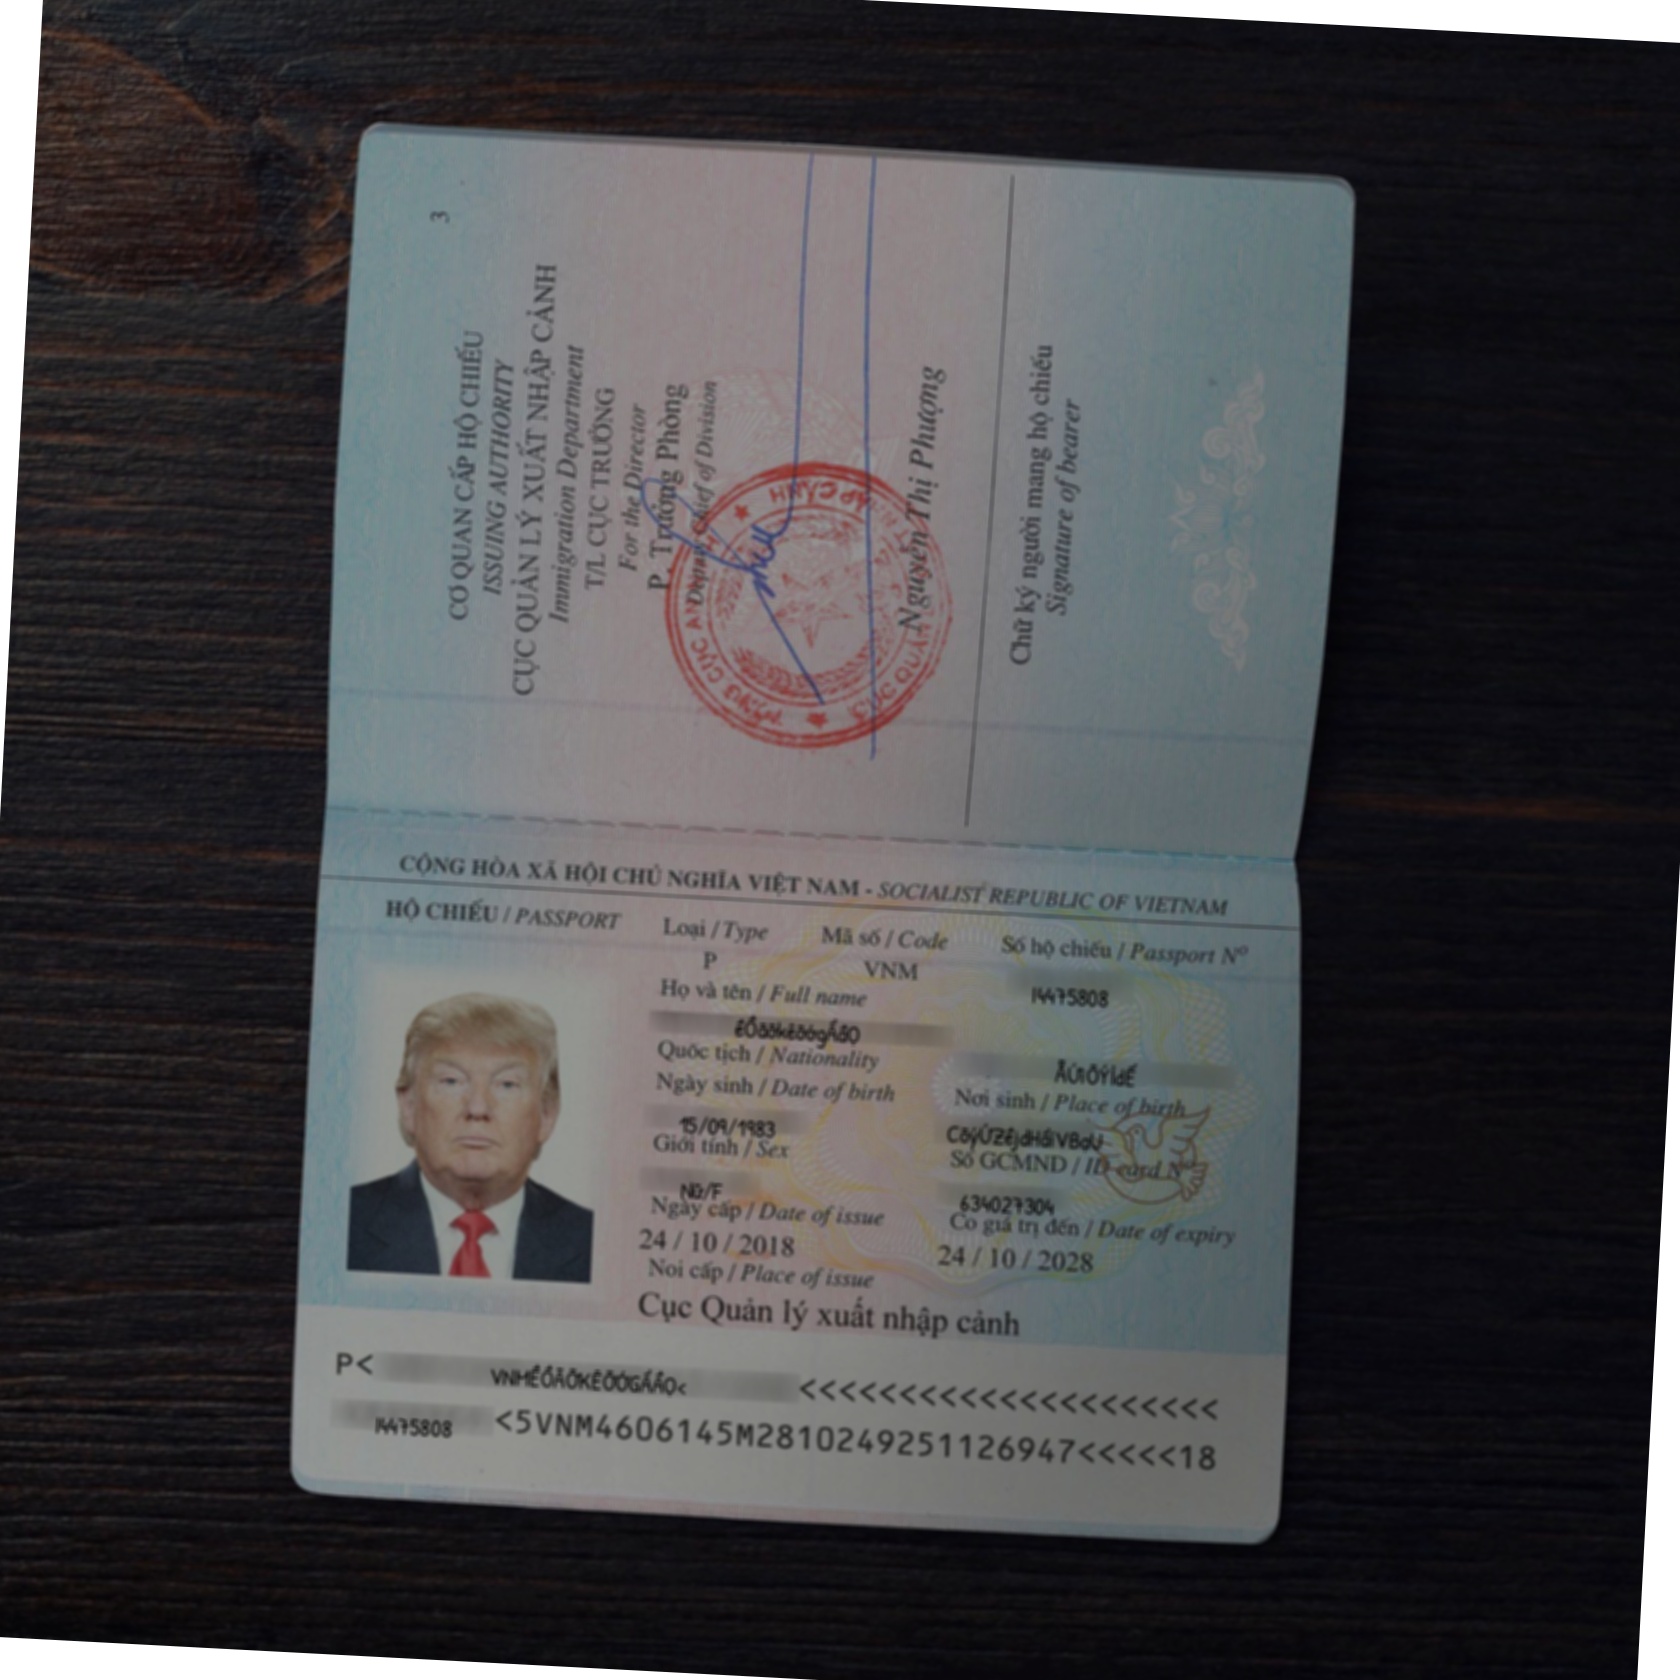 3
CƠ QUAN CẤP HỘ CHIẾU
ISSUING AUTHORITY
CỤC QUẢN LÝ XUẤT NHẬP CẢNH
Immigration Department
T/L CỤC TRƯỞNG
For the Director
P. Trưởng Phòng
Deputy Chief of Division
Nguyễn Thị Phượng
Chữ ký người mang hộ chiếu
Signature of bearer
CỘNG HÒA XÃ HỘI CHỦ NGHĨA VIỆT NAM - SOCIALIST REPUBLIC OF VIETNAM
HỘ CHIẾU / PASSPORT
Loại / Type
Mã số / Code
Số hộ chiếu / Passport Nº
P
VNM
14475808
Họ và tên / Full name
Quốc tịch / Nationality
Ngày sinh / Date of birth
Nơi sinh / Place of birth
15/09/1983
Giới tính / Sex
Số GCMND / ID card Nº
Nữ/F
634027304
Ngày cấp / Date of issue
Có giá trị đến / Date of expiry
24 / 10 / 2018
24 / 10 / 2028
Nơi cấp / Place of issue
Cục Quản lý xuất nhập cảnh
P<
<<<<<<<<<<<<<<<<<<<<<<
14475808 <5VNM4606145M2810249251126947<<<<<18